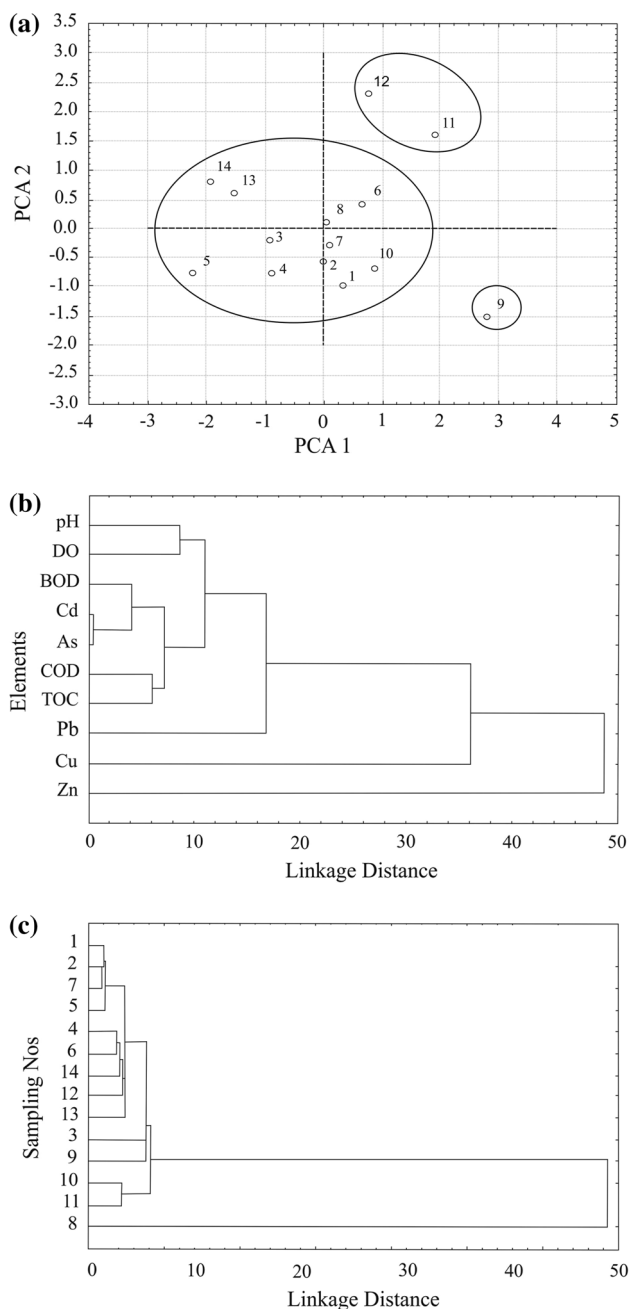 (a)
3.5
3.0
2.5
2.0
1.5
1.0
0.5
0.0
-0.5
-1.0
-1.5
-2.0
-2.5
-3.0
PCA 2
12
11
14
13
6
8
3
7
5
4
2
10
1
9
-4 -3 -2 -1 0 1 2 3 4 5
PCA 1
(b)
pH
DO
BOD
Cd
As
COD
TOC
Pb
Cu
Zn
Elements
0 10 20 30 40 50
Linkage Distance
(c)
1
2
7
5
4
6
14
12
13
3
9
10
11
8
Sampling Nos
0 10 20 30 40 50
Linkage Distance